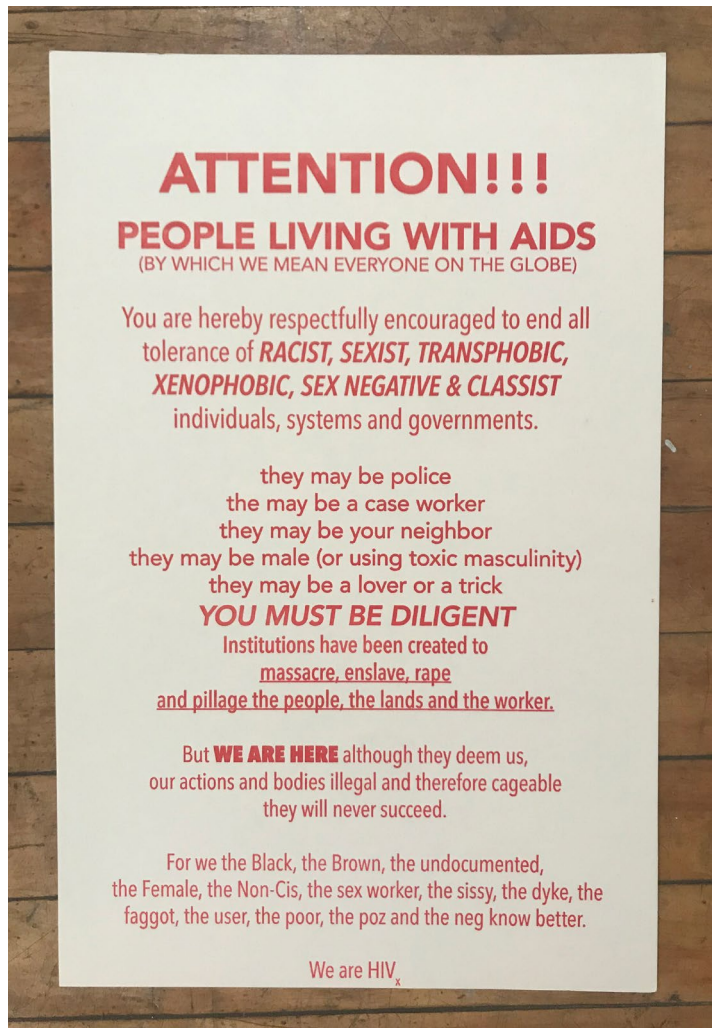 ATTENTION!!!
PEOPLE LIVING WITH AIDS
(BY WHICH WE MEAN EVERYONE ON THE GLOBE)
You are hereby respectfully encouraged to end all
tolerance of RACIST, SEXIST, TRANSPHOBIC,
XENOPHOBIC, SEX NEGATIVE & CLASSIST
individuals, systems and governments.
they may be police
the may be a case worker
they may be your neighbor
they may be male (or using toxic masculinity)
they may be a lover or a trick
YOU MUST BE DILIGENT
Institutions have been created to
massacre, enslave, rape
and pillage the people, the lands and the worker.
But WE ARE HERE although they deem us,
our actions and bodies illegal and therefore cageable
they will never succeed.
For we the Black, the Brown, the undocumented,
the Female, the Non-Cis, the sex worker, the sissy, the dyke, the
faggot, the user, the poor, the poz and the neg know better.
We are HIVx